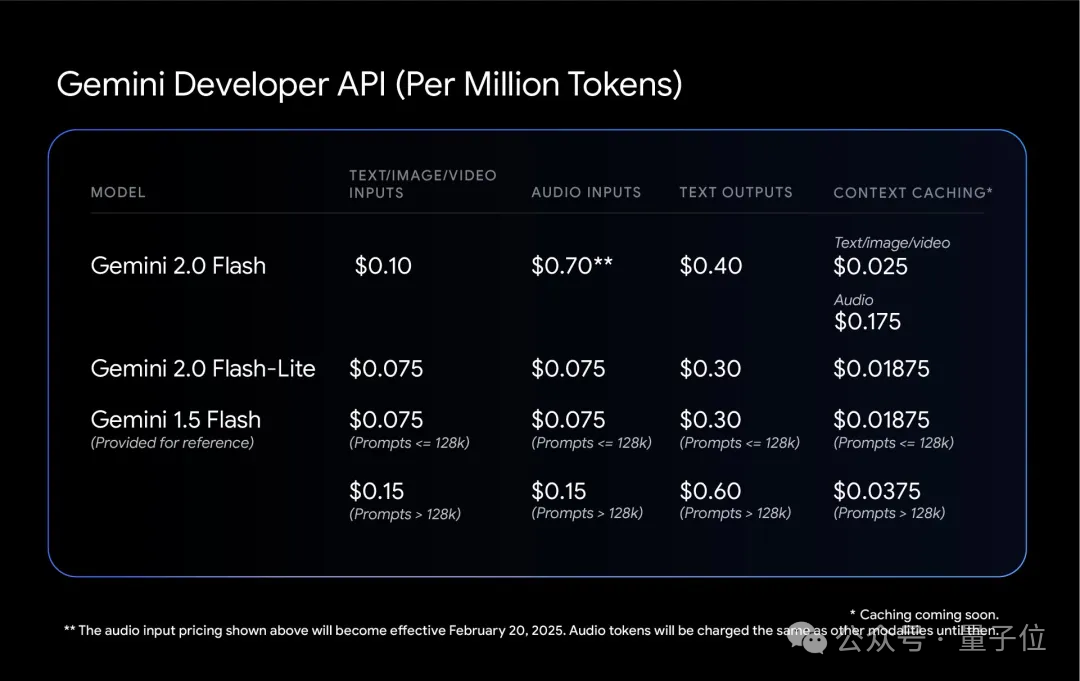 Gemini Developer API (Per Million Tokens)
MODEL
TEXT/IMAGE/VIDEO
INPUTS
AUDIO INPUTS
TEXT OUTPUTS
CONTEXT CACHING*
Gemini 2.0 Flash
$0.10
$0.70**
$0.40
Text/image/video
$0.025
Audio
$0.175
Gemini 2.0 Flash-Lite
$0.075
$0.075
$0.30
$0.01875
Gemini 1.5 Flash
(Provided for reference)
$0.075
(Prompts <= 128k)
$0.075
(Prompts <= 128k)
$0.30
(Prompts <= 128k)
$0.01875
(Prompts <= 128k)
$0.15
(Prompts > 128k)
$0.15
(Prompts > 128k)
$0.60
(Prompts > 128k)
$0.0375
(Prompts > 128k)
* Caching coming soon.
** The audio input pricing shown above will become effective February 20, 2025. Audio tokens will be charged the same as other modalities until then.
公众号 · 量子位